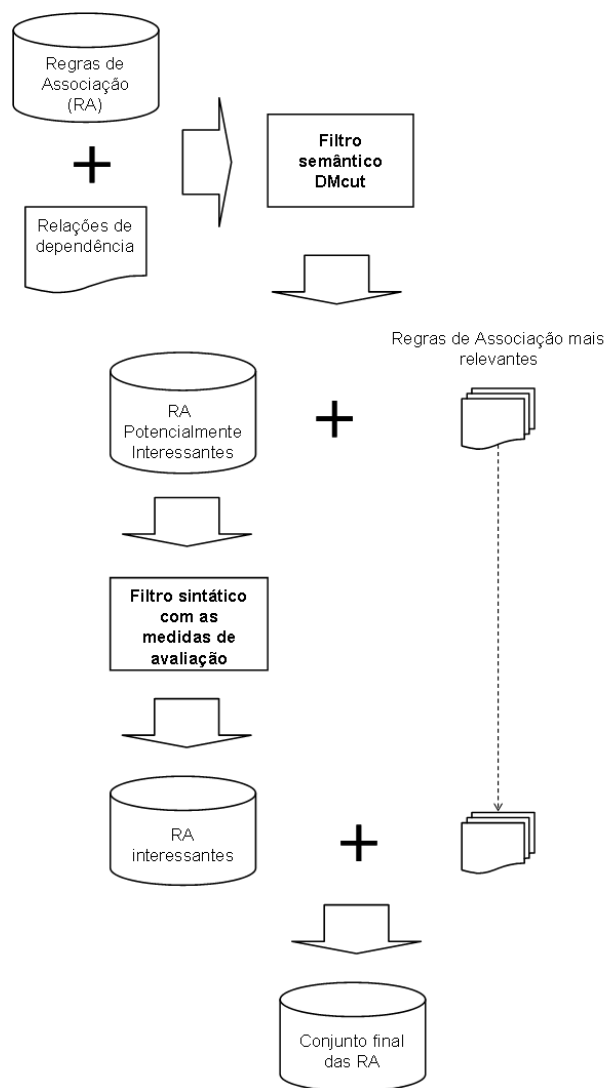 Regras de
Associação
(RA)
Filtro
semântico
DMcut
Relações de
dependência
Regras de Associação mais
relevantes
RA
Potencialmente
Interessantes
Filtro sintático
com as
medidas de
avaliação
RA
interessantes
Conjunto final
das RA